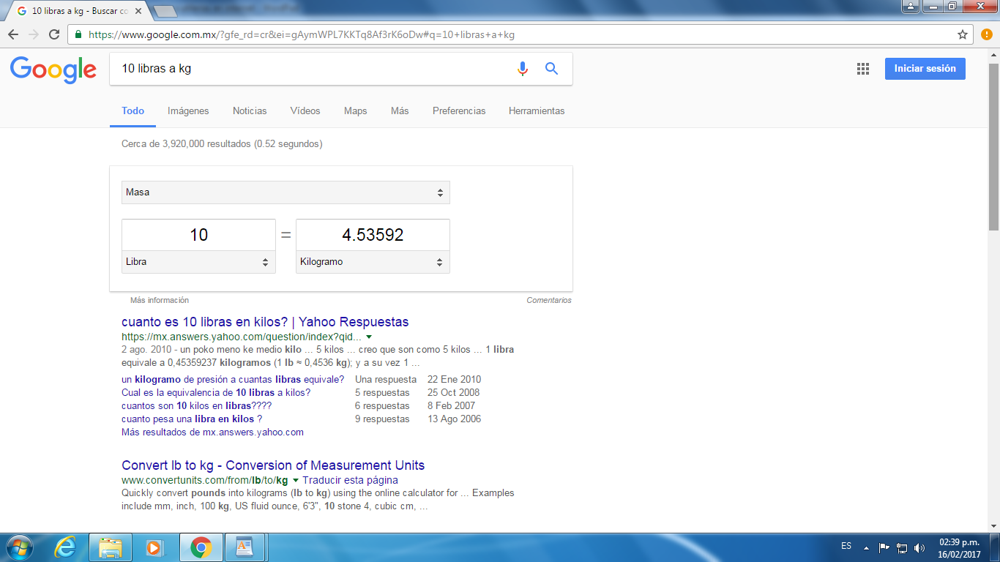 10 libras a kg - Buscar co
https://www.google.com.mx/?gfe_rd=cr&ei=gAymWPL7KKTq8Af3rK6oDw#q=10+libras+a+kg
Google
10 libras a kg
Iniciar sesión
Todo Imágenes Noticias Vídeos Maps Más Preferencias Herramientas
Cerca de 3,920,000 resultados (0.52 segundos)
Masa
10 = 4.53592
Libra Kilogramo
Más información Comentarios
cuanto es 10 libras en kilos? | Yahoo Respuestas
https://mx.answers.yahoo.com/question/index?qid...
2 ago. 2010 - un poko meno ke medio kilo ... 5 kilos ... creo que son como 5 kilos ... 1 libra
equivale a 0,45359237 kilogramos (1 lb ≈ 0,4536 kg); y a su vez 1 ...
un kilogramo de presión a cuantas libras equivale? Una respuesta 22 Ene 2010
Cual es la equivalencia de 10 libras a kilos? 5 respuestas 25 Oct 2008
cuantos son 10 kilos en libras???? 6 respuestas 8 Feb 2007
cuanto pesa una libra en kilos ? 9 respuestas 13 Ago 2006
Más resultados de mx.answers.yahoo.com
Convert lb to kg - Conversion of Measurement Units
www.convertunits.com/from/lb/to/kg Traducir esta página
Quickly convert pounds into kilograms (lb to kg) using the online calculator for ... Examples
include mm, inch, 100 kg, US fluid ounce, 6'3", 10 stone 4, cubic cm, ...
ES
02:39 p.m.
16/02/2017